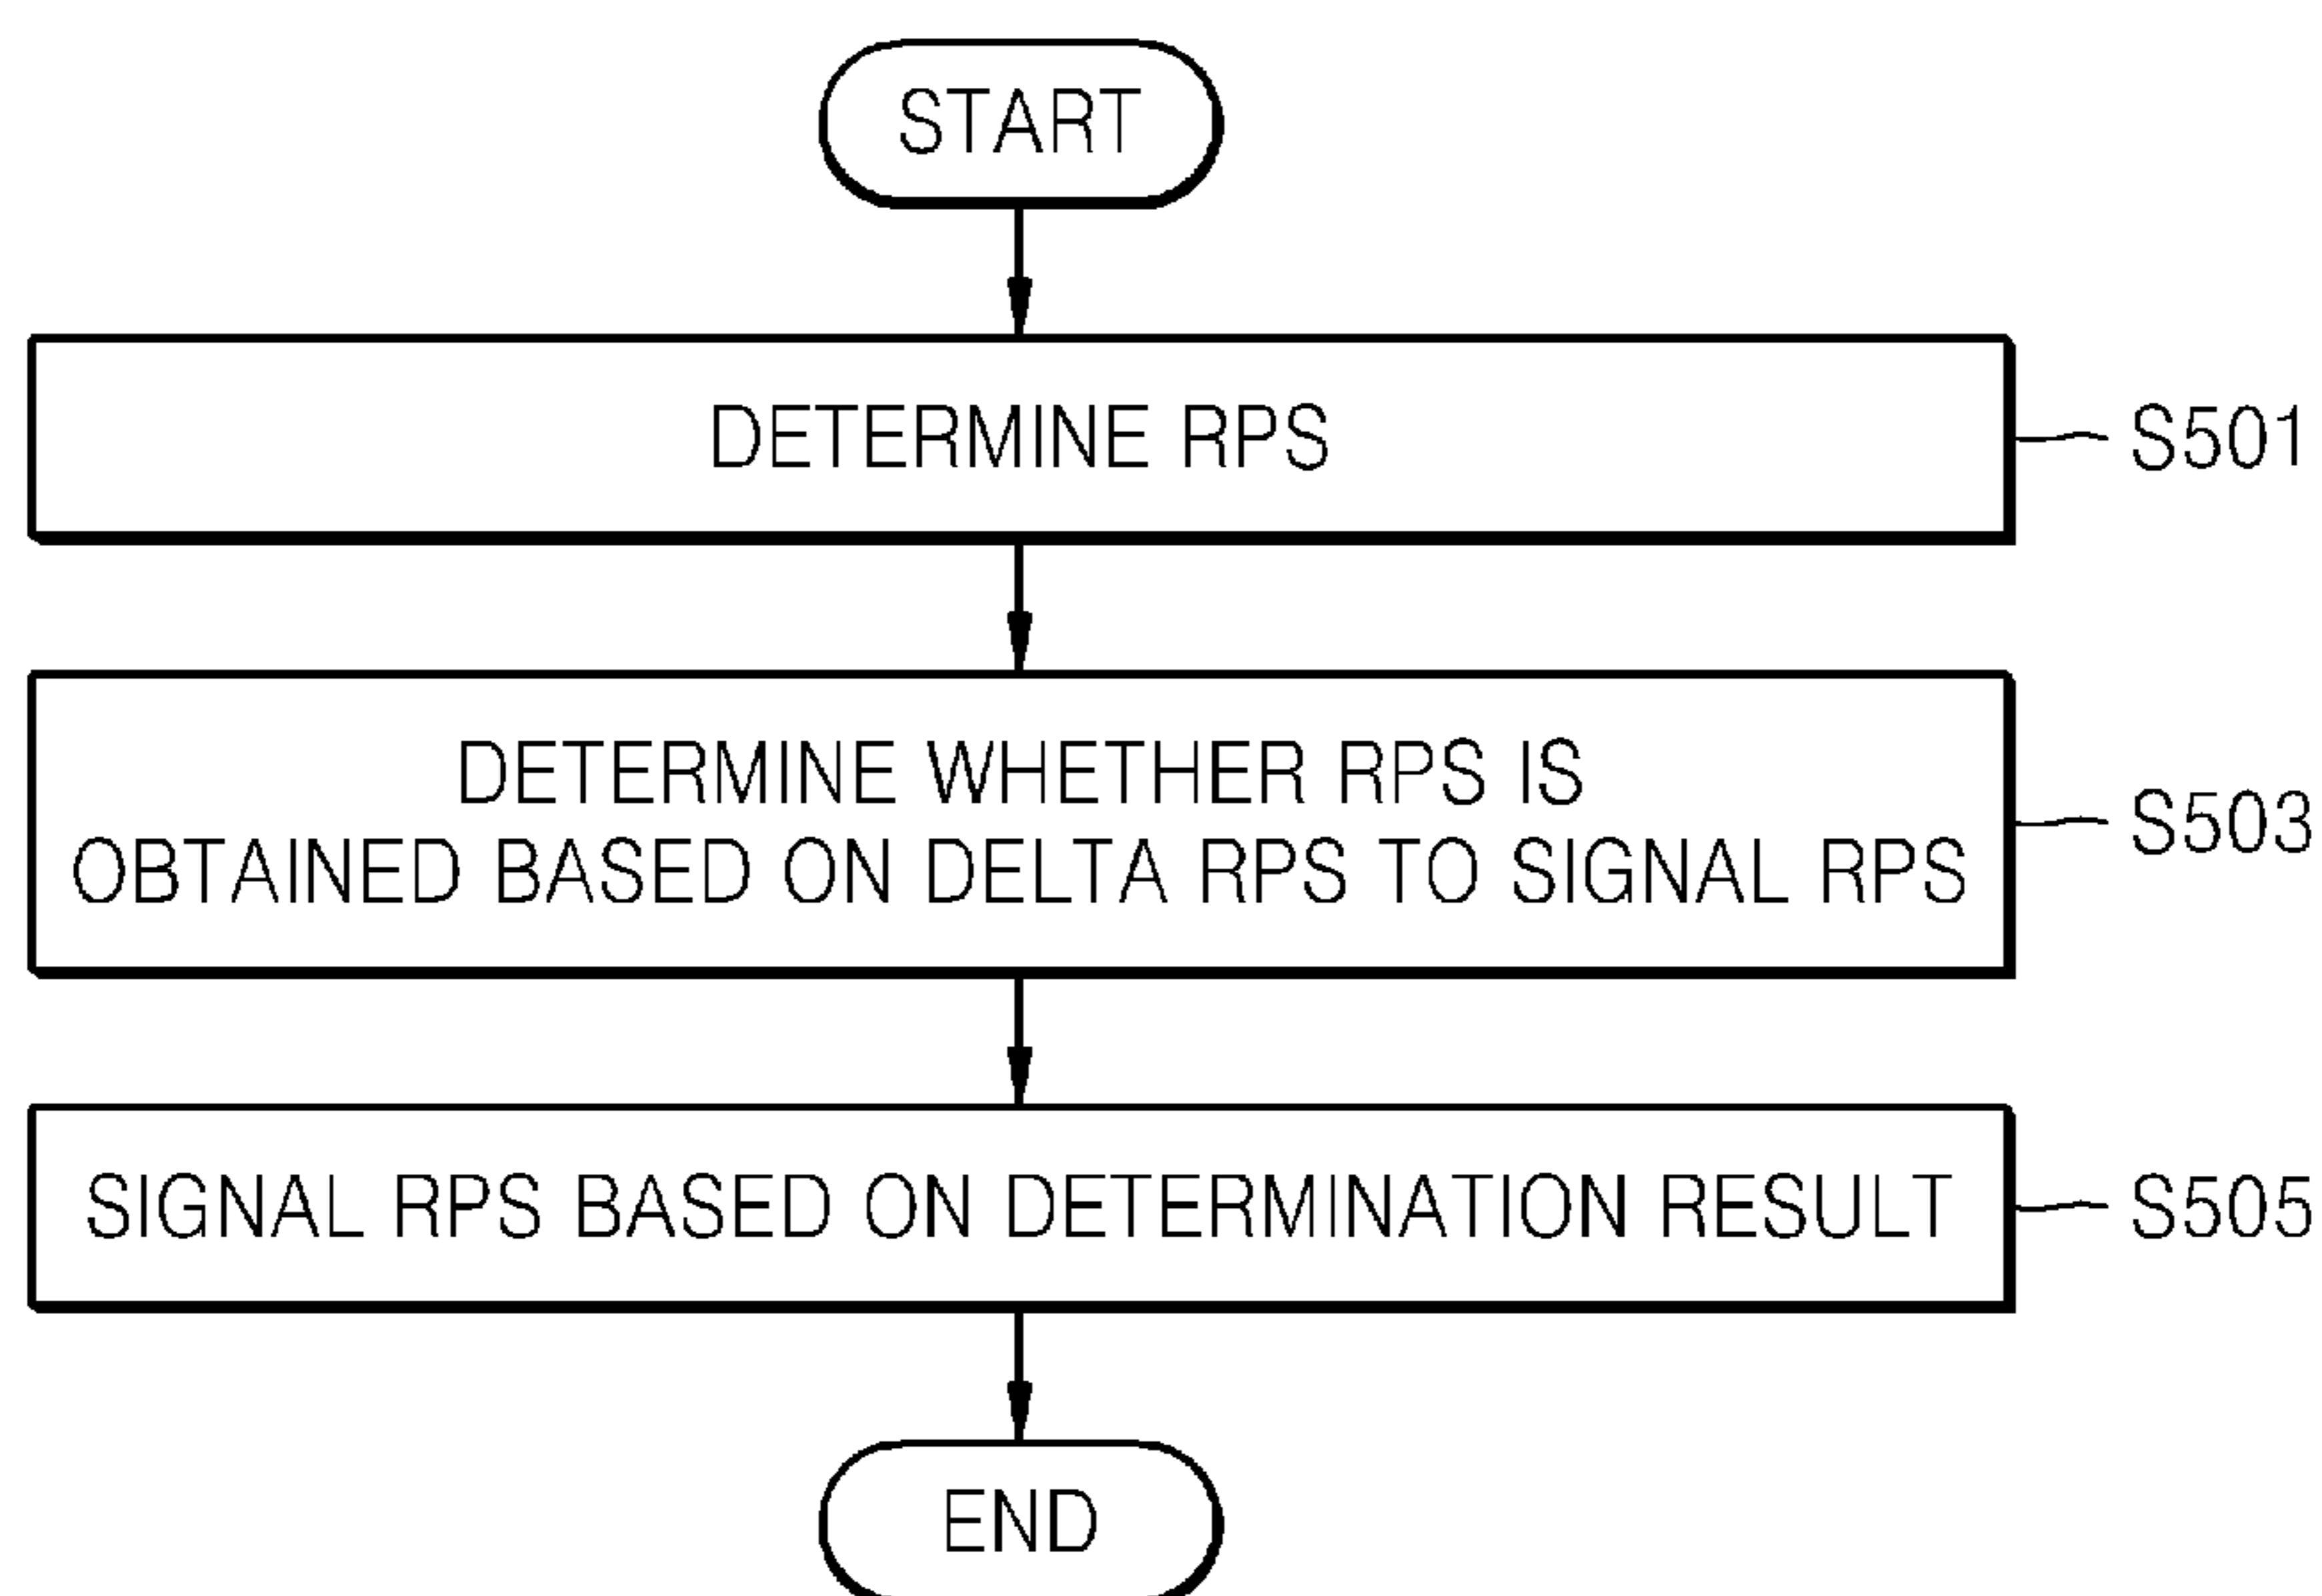 START
DETERMINE RPS
S501
DETERMINE WHETHER RPS IS
OBTAINED BASED ON DELTA RPS TO SIGNAL RPS
S503
SIGNAL RPS BASED ON DETERMINATION RESULT
S505
END